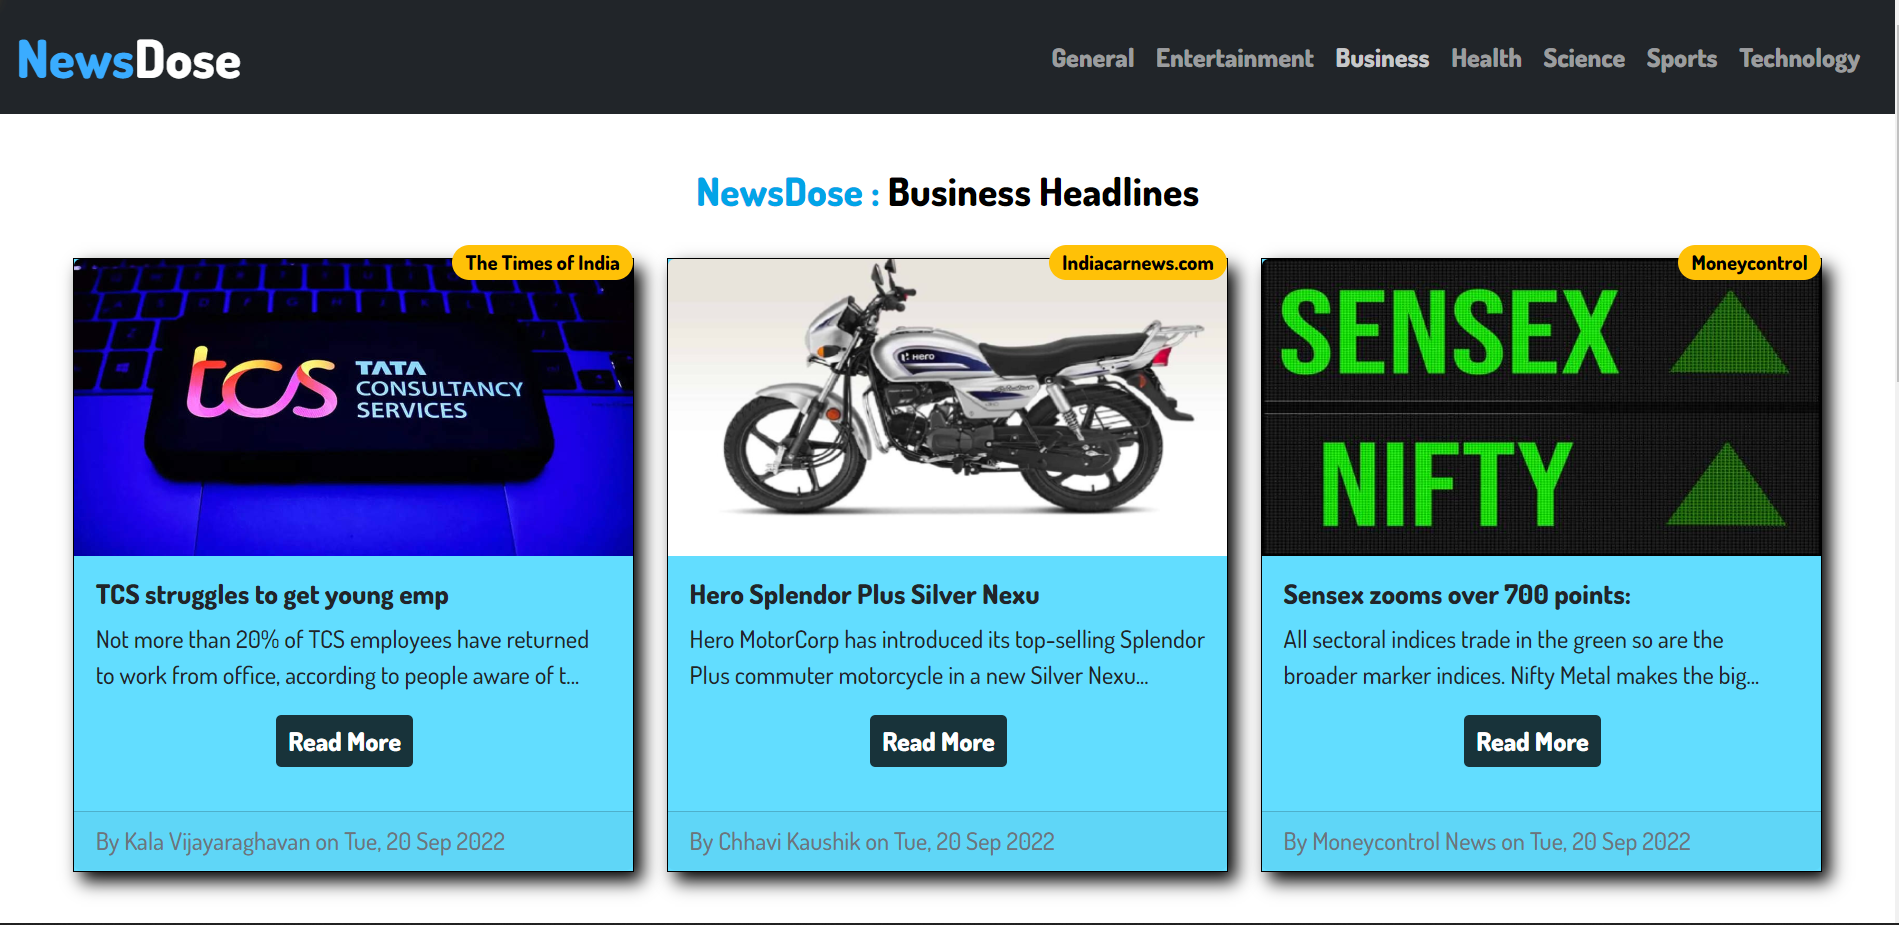 NewsDose
General Entertainment Business Health Science Sports Technology
NewsDose : Business Headlines
The Times of India
tcs TATA
CONSULTANCY
SERVICES
TCS struggles to get young emp
Not more than 20% of TCS employees have returned
to work from office, according to people aware of t...
Read More
By Kala Vijayaraghavan on Tue, 20 Sep 2022
Indiacarnews.com
Hero
Hero Splendor Plus Silver Nexu
Hero MotorCorp has introduced its top-selling Splendor
Plus commuter motorcycle in a new Silver Nexu...
Read More
By Chhavi Kaushik on Tue, 20 Sep 2022
Moneycontrol
SENSEX
NIFTY
Sensex zooms over 700 points:
All sectoral indices trade in the green so are the
broader marker indices. Nifty Metal makes the big...
Read More
By Moneycontrol News on Tue, 20 Sep 2022